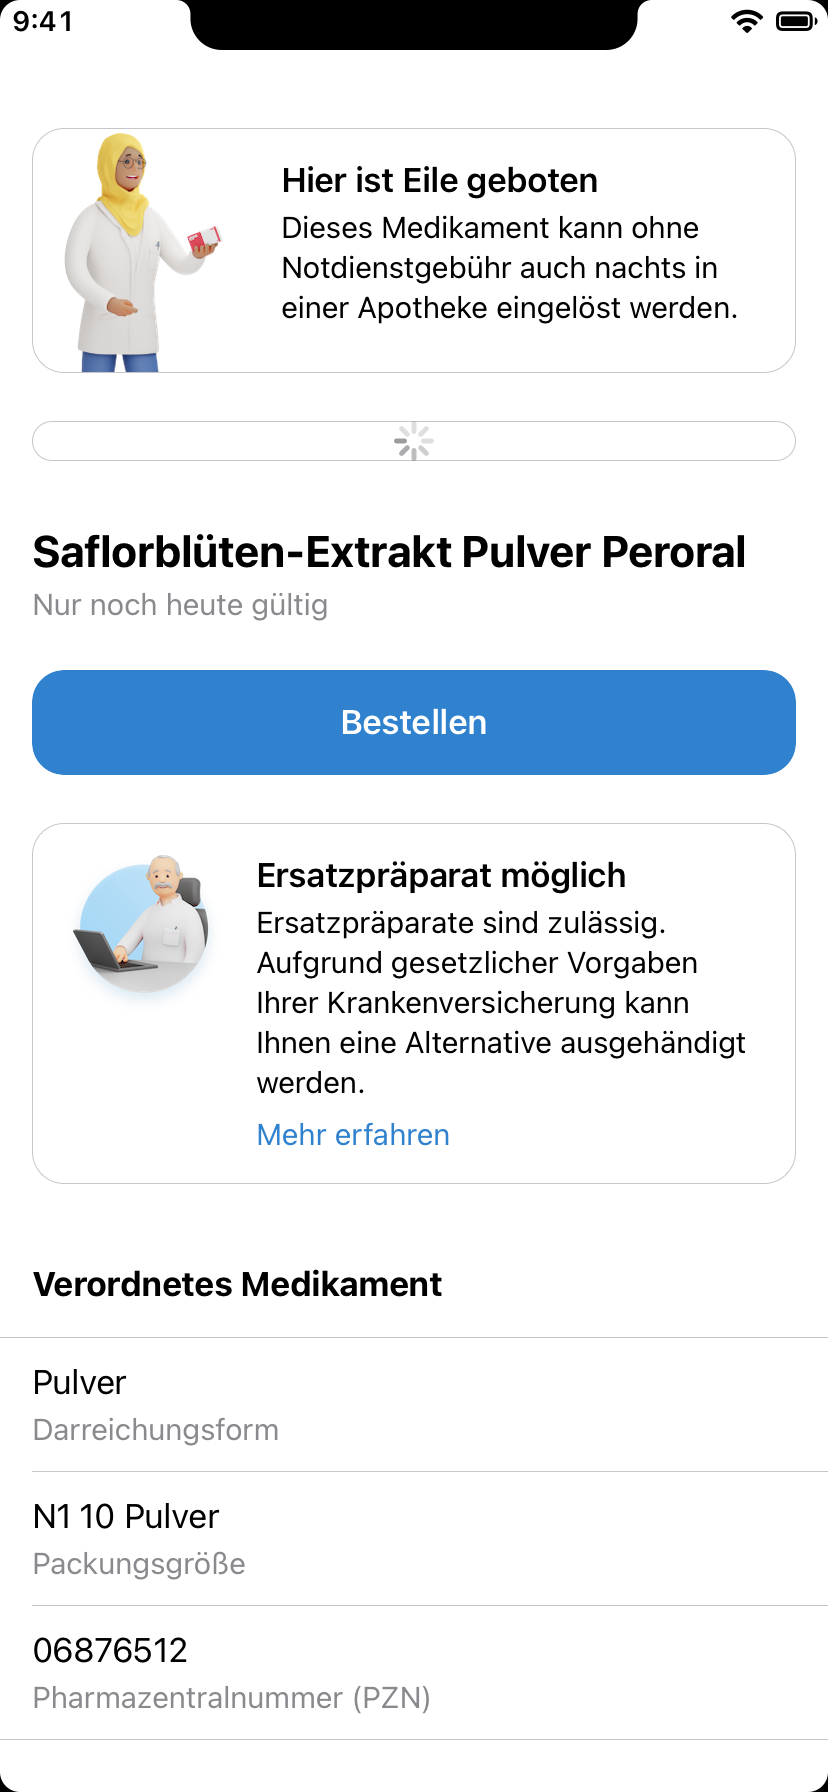 9:41
Hier ist Eile geboten
Dieses Medikament kann ohne
Notdienstgebühr auch nachts in
einer Apotheke eingelöst werden.
Saflorblüten-Extrakt Pulver Peroral
Nur noch heute gültig
Bestellen
Ersatzpräparat möglich
Ersatzpräparate sind zulässig.
Aufgrund gesetzlicher Vorgaben
Ihrer Krankenversicherung kann
Ihnen eine Alternative ausgehändigt
werden.
Mehr erfahren
Verordnetes Medikament
Pulver
Darreichungsform
N1 10 Pulver
Packungsgröße
06876512
Pharmazentralnummer (PZN)